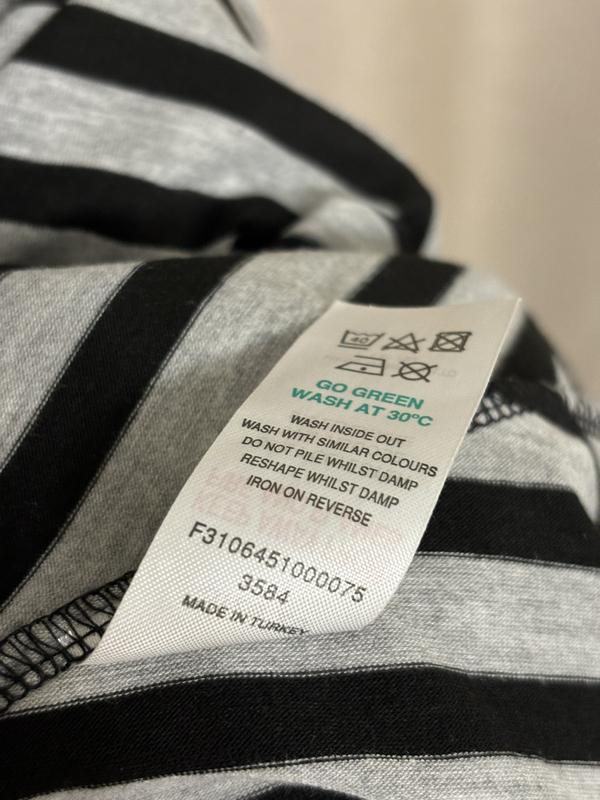 40
GO GREEN
WASH AT 30°C
WASH INSIDE OUT
WASH WITH SIMILAR COLOURS
DO NOT PILE WHILST DAMP
RESHAPE WHILST DAMP
IRON ON REVERSE
F3106451000075
3584
MADE IN TURKEY